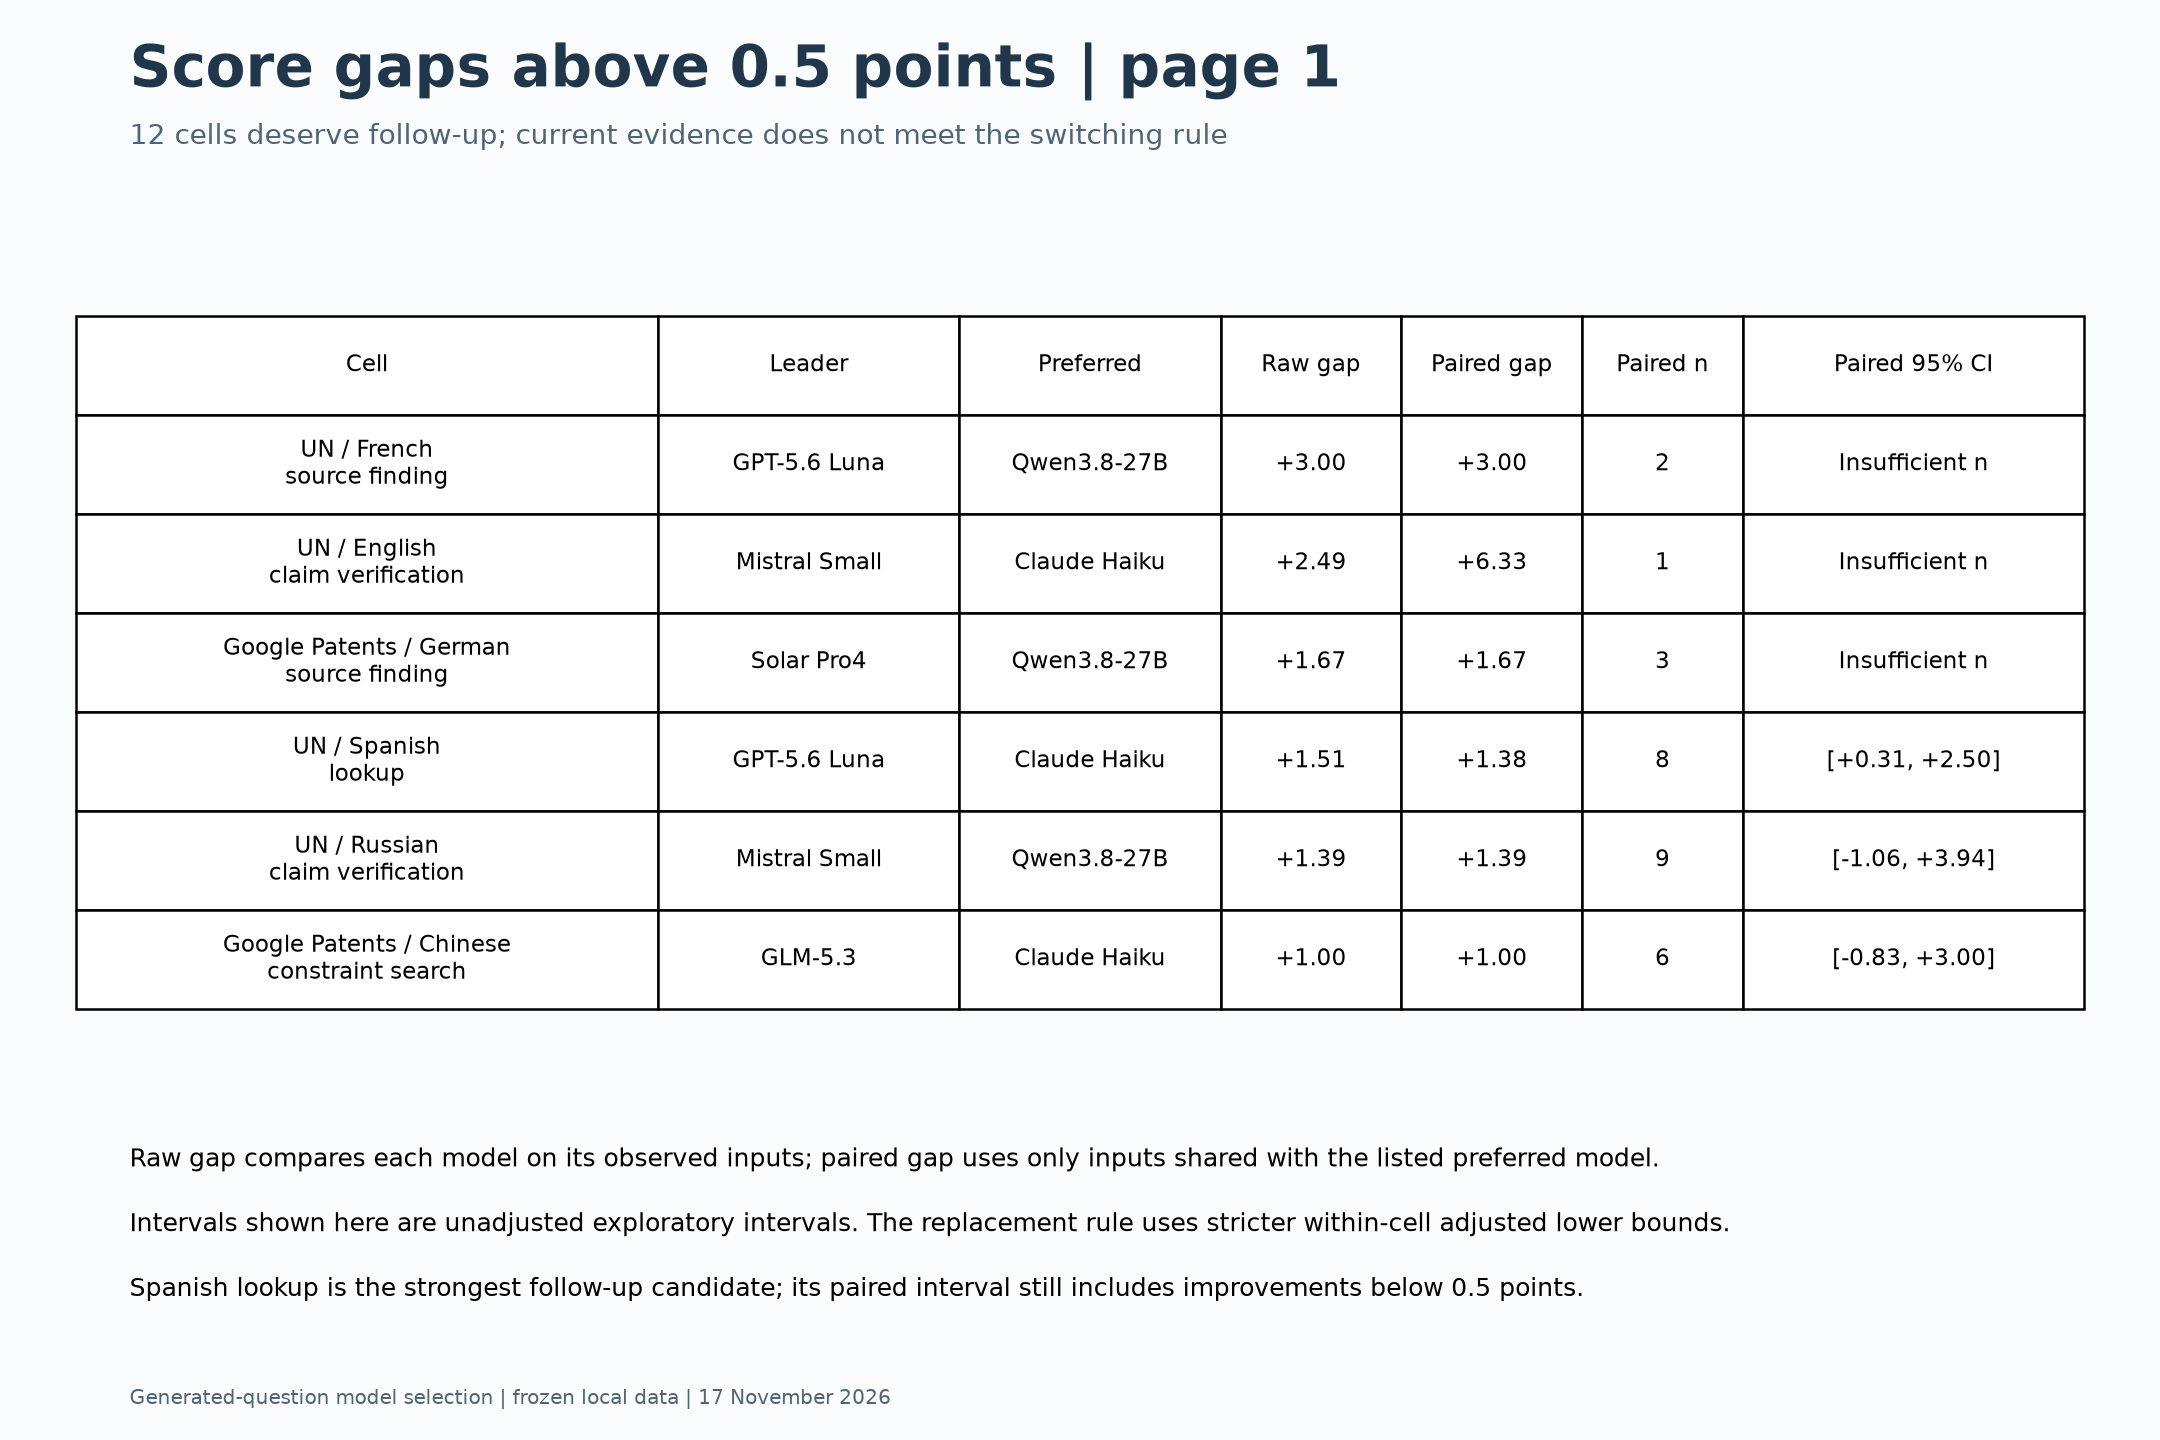 Score gaps above 0.5 points | page 1
12 cells deserve follow-up; current evidence does not meet the switching rule
Cell Leader Preferred Raw gap Paired gap Paired n Paired 95% CI
UN / French
source finding
GPT-5.6 Luna Qwen3.8-27B +3.00 +3.00 2 Insufficient n
UN / English
claim verification
Mistral Small Claude Haiku +2.49 +6.33 1 Insufficient n
Google Patents / German
source finding
Solar Pro4 Qwen3.8-27B +1.67 +1.67 3 Insufficient n
UN / Spanish
lookup
GPT-5.6 Luna Claude Haiku +1.51 +1.38 8 [+0.31, +2.50]
UN / Russian
claim verification
Mistral Small Qwen3.8-27B +1.39 +1.39 9 [-1.06, +3.94]
Google Patents / Chinese
constraint search
GLM-5.3 Claude Haiku +1.00 +1.00 6 [-0.83, +3.00]
Raw gap compares each model on its observed inputs; paired gap uses only inputs shared with the listed preferred model.
Intervals shown here are unadjusted exploratory intervals. The replacement rule uses stricter within-cell adjusted lower bounds.
Spanish lookup is the strongest follow-up candidate; its paired interval still includes improvements below 0.5 points.
Generated-question model selection | frozen local data | 17 November 2026